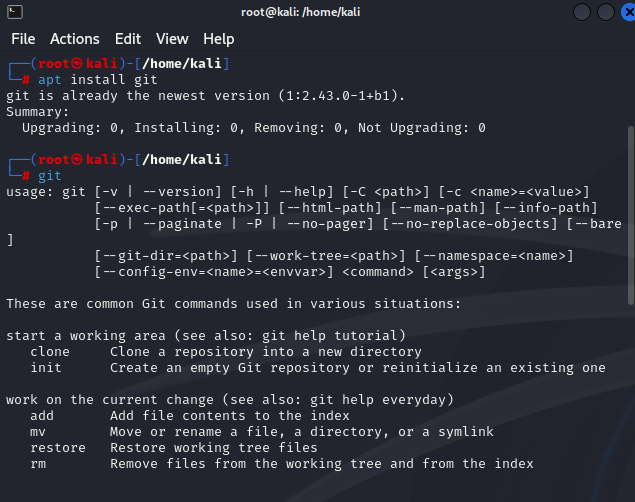 root@kali: /home/kali
File Actions Edit View Help
┌──(root㉿kali)-[/home/kali]
└─# apt install git
git is already the newest version (1:2.43.0-1+b1).
Summary:
  Upgrading: 0, Installing: 0, Removing: 0, Not Upgrading: 0
┌──(root㉿kali)-[/home/kali]
└─# git
usage: git [-v | --version] [-h | --help] [-C <path>] [-c <name>=<value>]
           [--exec-path[=<path>]] [--html-path] [--man-path] [--info-path]
           [-p | --paginate | -P | --no-pager] [--no-replace-objects] [--bare
]
           [--git-dir=<path>] [--work-tree=<path>] [--namespace=<name>]
           [--config-env=<name>=<envvar>] <command> [<args>]
These are common Git commands used in various situations:
start a working area (see also: git help tutorial)
   clone     Clone a repository into a new directory
   init      Create an empty Git repository or reinitialize an existing one
work on the current change (see also: git help everyday)
   add       Add file contents to the index
   mv        Move or rename a file, a directory, or a symlink
   restore   Restore working tree files
   rm        Remove files from the working tree and from the index